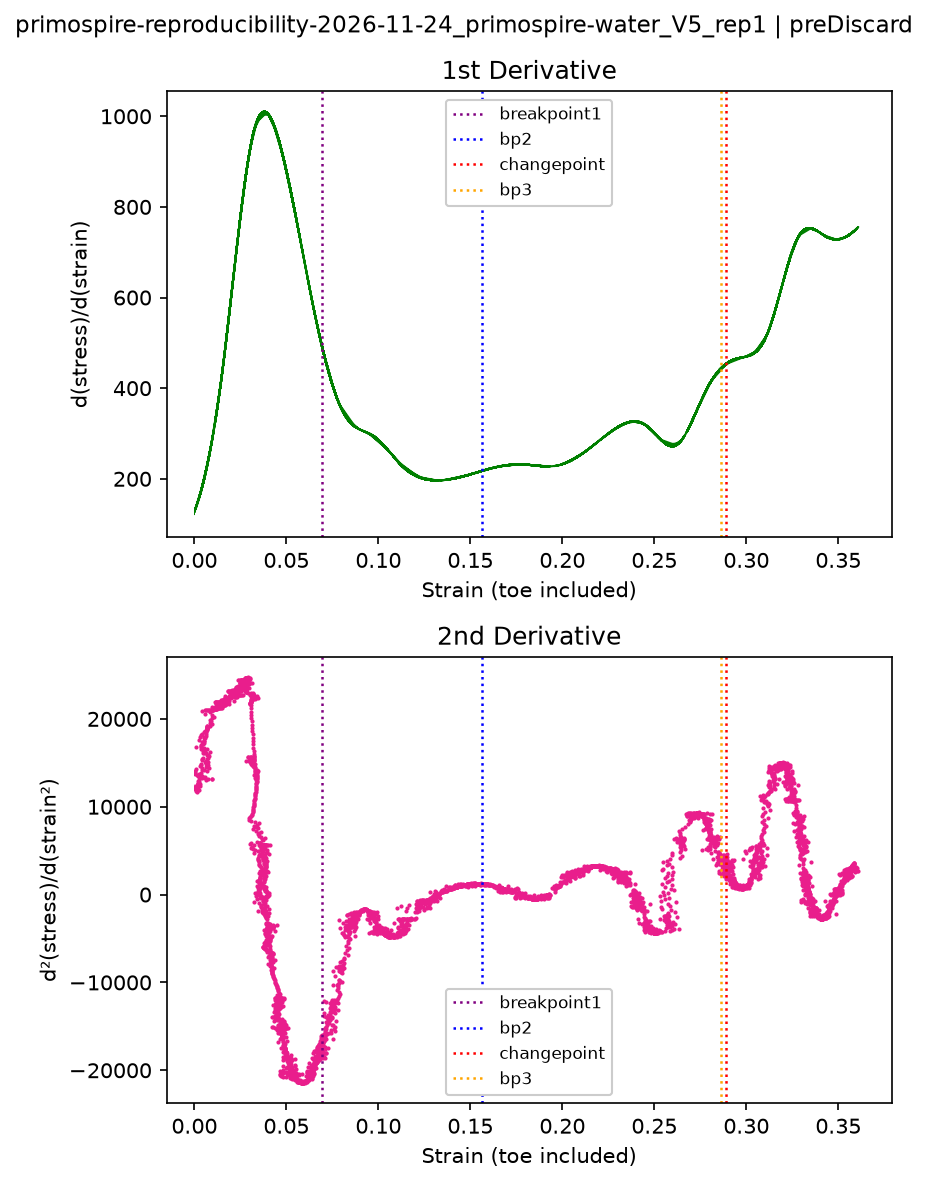 primospire-reproducibility-2026-11-24_primospire-water_V5_rep1 | preDiscard
1st Derivative
breakpoint1
bp2
changepoint
bp3
1000
800
600
400
200
d(stress)/d(strain)
0.00 0.05 0.10 0.15 0.20 0.25 0.30 0.35
Strain (toe included)
2nd Derivative
20000
10000
0
−10000
−20000
d²(stress)/d(strain²)
breakpoint1
bp2
changepoint
bp3
0.00 0.05 0.10 0.15 0.20 0.25 0.30 0.35
Strain (toe included)